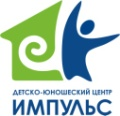 ДЕТСКО-ЮНОШЕСКИЙ ЦЕНТР
ИМПУЛЬС